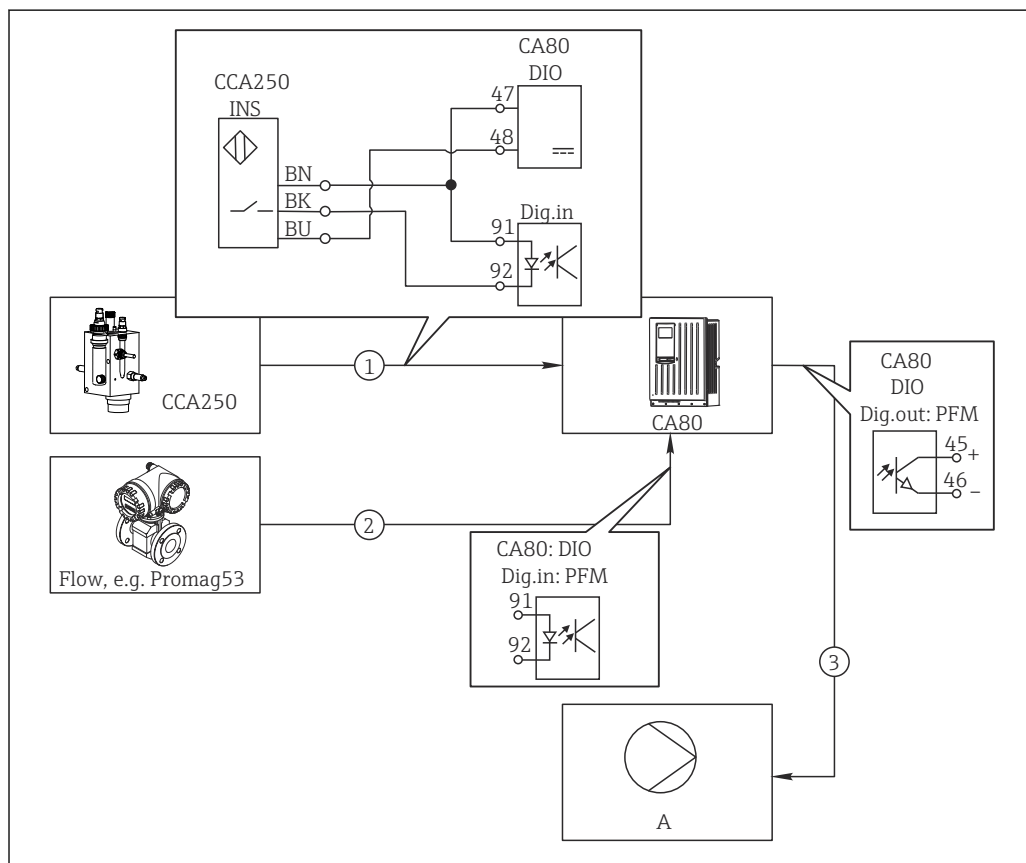 CA80
DIO
CCA250
INS
47
48
BN
BK
BU
Dig.in
91
92
1
CCA250
CA80
CA80
DIO
Dig.out: PFM
45 +
46 –
2
Flow, e.g. Promag53
CA80: DIO
Dig.in: PFM
91
92
3
A